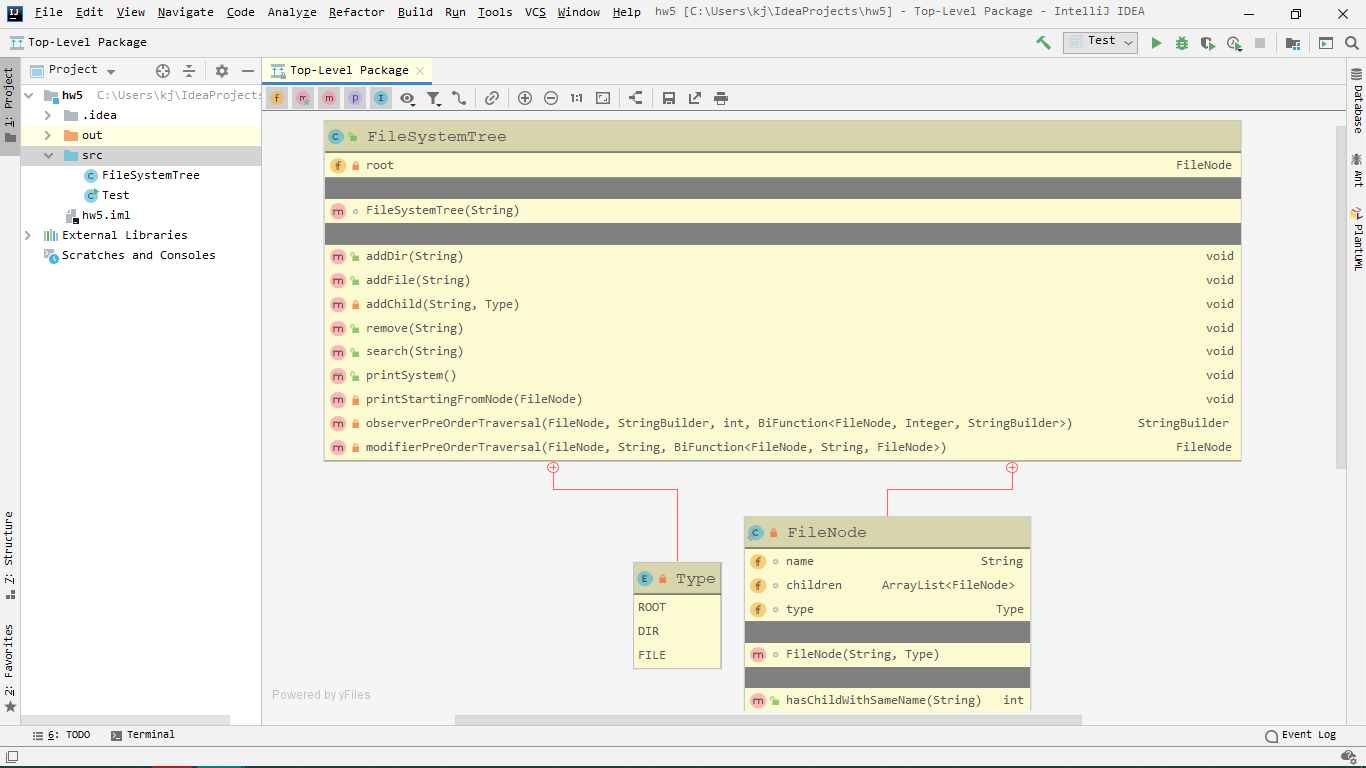 File Edit View Navigate Code Analyze Refactor Build Run Tools VCS Window Help hw5 [C:\Users\kj\IdeaProjects\hw5] - Top-Level Package - IntelliJ IDEA
Top-Level Package
Test
1: Project
Project
Top-Level Package
hw5 C:\Users\kj\IdeaProjects
.idea
out
src
FileSystemTree
Test
hw5.iml
External Libraries
Scratches and Consoles
1:1
FileSystemTree
root FileNode
FileSystemTree(String)
addDir(String) void
addFile(String) void
addChild(String, Type) void
remove(String) void
search(String) void
printSystem() void
printStartingFromNode(FileNode) void
observerPreOrderTraversal(FileNode, StringBuilder, int, BiFunction<FileNode, Integer, StringBuilder>) StringBuilder
modifierPreOrderTraversal(FileNode, String, BiFunction<FileNode, String, FileNode>) FileNode
Type
ROOT
DIR
FILE
FileNode
name String
children ArrayList<FileNode>
type Type
FileNode(String, Type)
hasChildWithSameName(String) int
Powered by yFiles
Database
Ant
PlantUML
Z: Structure
2: Favorites
6: TODO
Terminal
Event Log